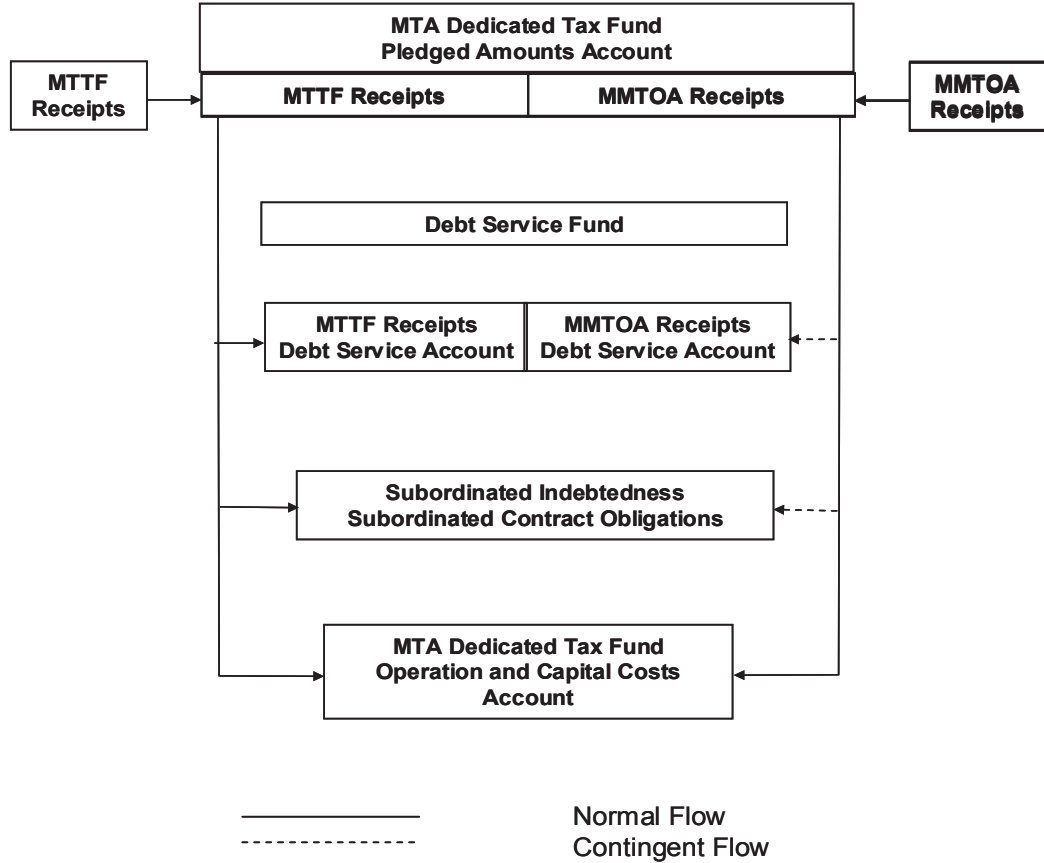 MTA Dedicated Tax Fund
Pledged Amounts Account
MTTF
Receipts
MTTF Receipts
MMTOA Receipts
MMTOA
Receipts
Debt Service Fund
MTTF Receipts
Debt Service Account
MMTOA Receipts
Debt Service Account
Subordinated Indebtedness
Subordinated Contract Obligations
MTA Dedicated Tax Fund
Operation and Capital Costs
Account
Normal Flow
Contingent Flow